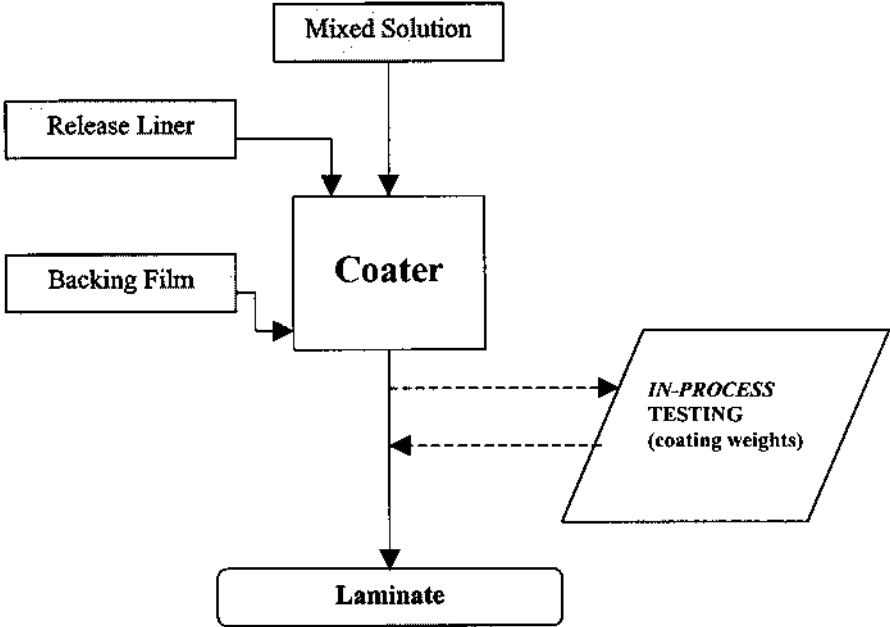 Mixed Solution
Release Liner
Coater
Backing Film
IN-PROCESS
TESTING
(coating weights)
Laminate